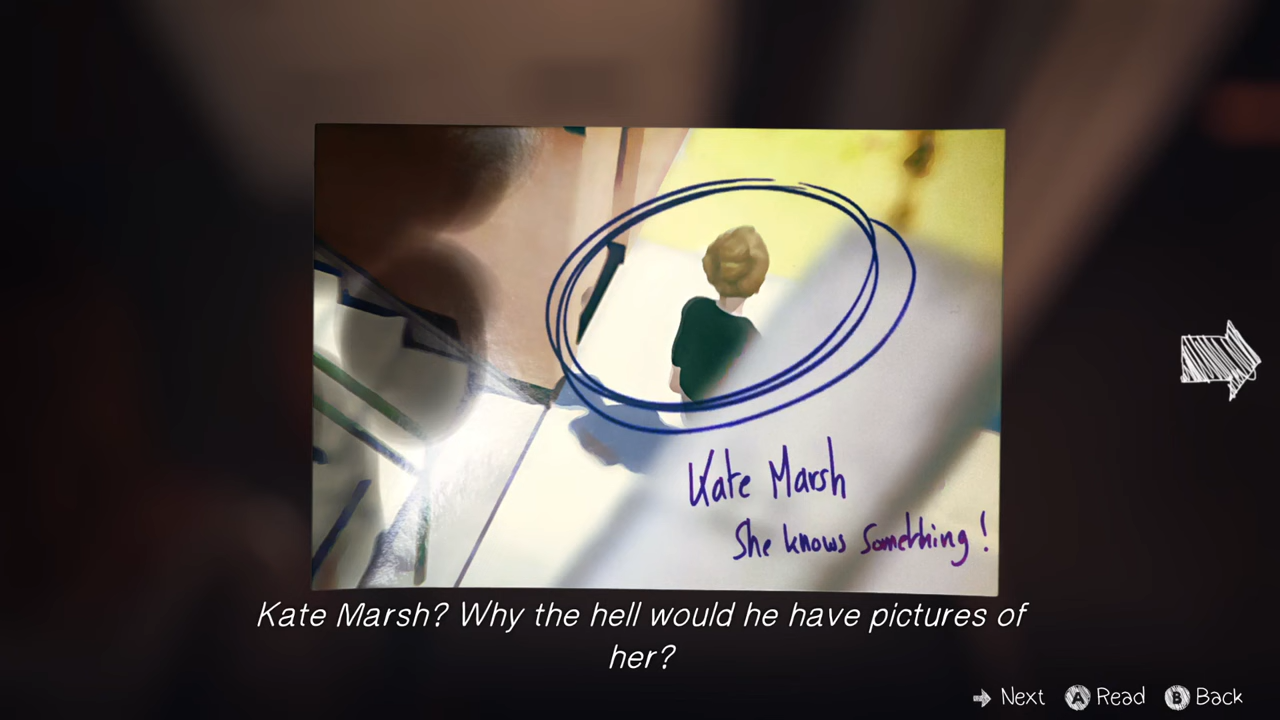 Kate Marsh
She knows something!
Kate Marsh? Why the hell would he have pictures of
her?
Next A Read B Back